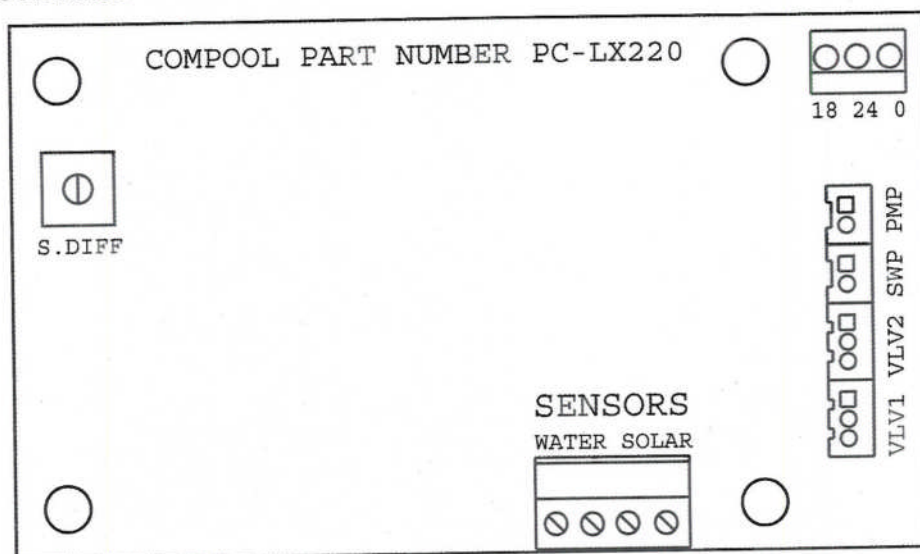 COMPOOL PART NUMBER PC-LX220
18 24 0
S.DIFF
PMP
SWP
VLV2
VLV1
SENSORS
WATER SOLAR